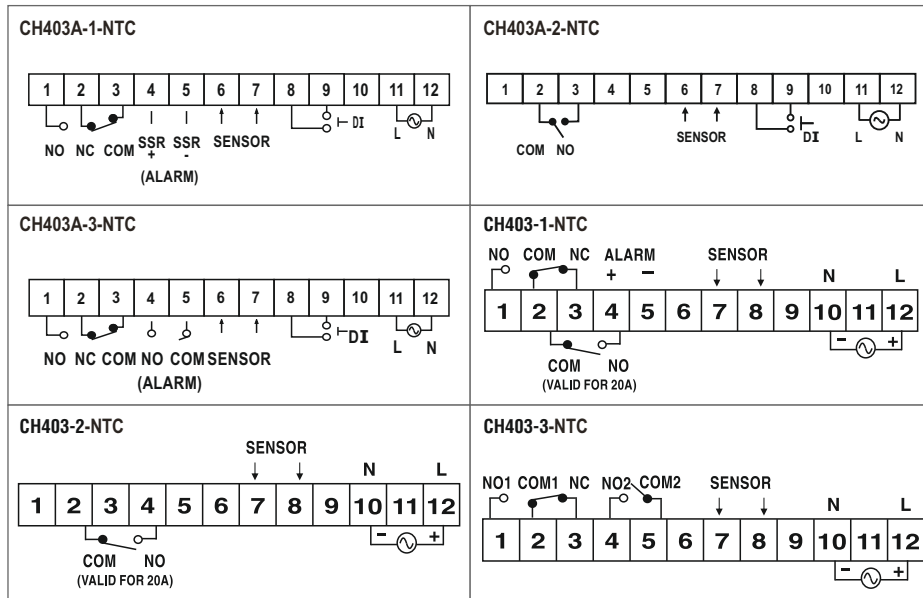 CH403A-1-NTC
1 2 3 4 5 6 7 8 9 10 11 12
NO NC COM SSR + SSR - SENSOR DI L N
(ALARM)
CH403A-2-NTC
1 2 3 4 5 6 7 8 9 10 11 12
COM NO SENSOR DI L N
CH403A-3-NTC
1 2 3 4 5 6 7 8 9 10 11 12
NO NC COM NO COM SENSOR DI L N
(ALARM)
CH403-1-NTC
NO COM NC ALARM SENSOR
+ - N L
1 2 3 4 5 6 7 8 9 10 11 12
COM NO - +
(VALID FOR 20A)
CH403-2-NTC
SENSOR
N L
1 2 3 4 5 6 7 8 9 10 11 12
COM NO - +
(VALID FOR 20A)
CH403-3-NTC
NO1 COM1 NC NO2 COM2 SENSOR
N L
1 2 3 4 5 6 7 8 9 10 11 12
- +